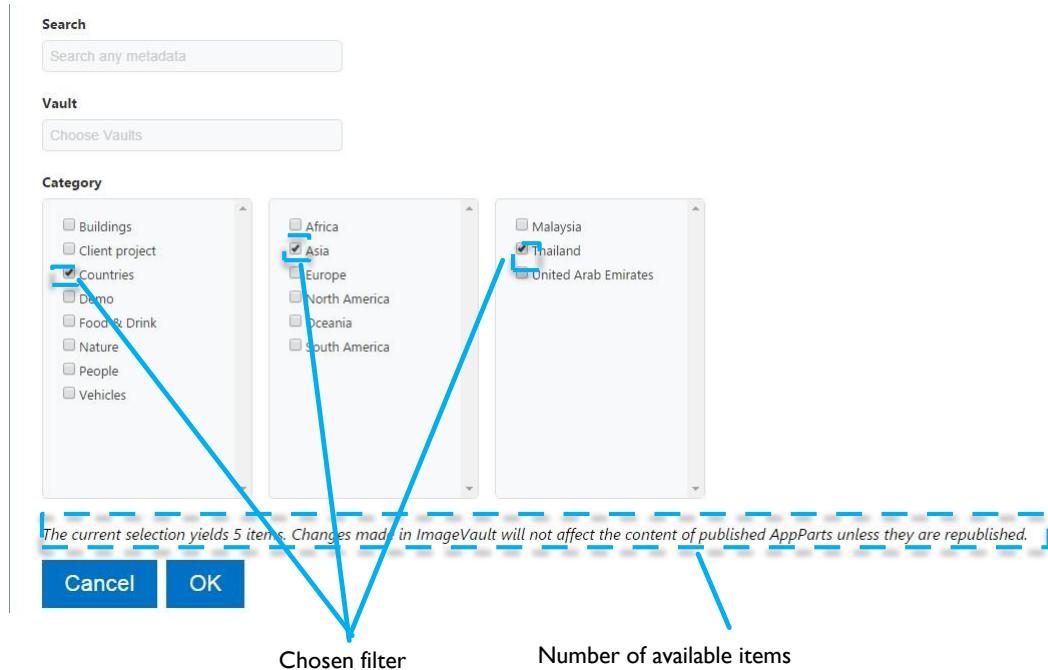 Search
Search any metadata
Vault
Choose Vaults
Category
Buildings
Client project
Countries
Demo
Food & Drink
Nature
People
Vehicles
Africa
Asia
Europe
North America
Oceania
South America
Malaysia
Thailand
United Arab Emirates
The current selection yields 5 items. Changes made in ImageVault will not affect the content of published AppParts unless they are republished.
Cancel OK
Chosen filter
Number of available items